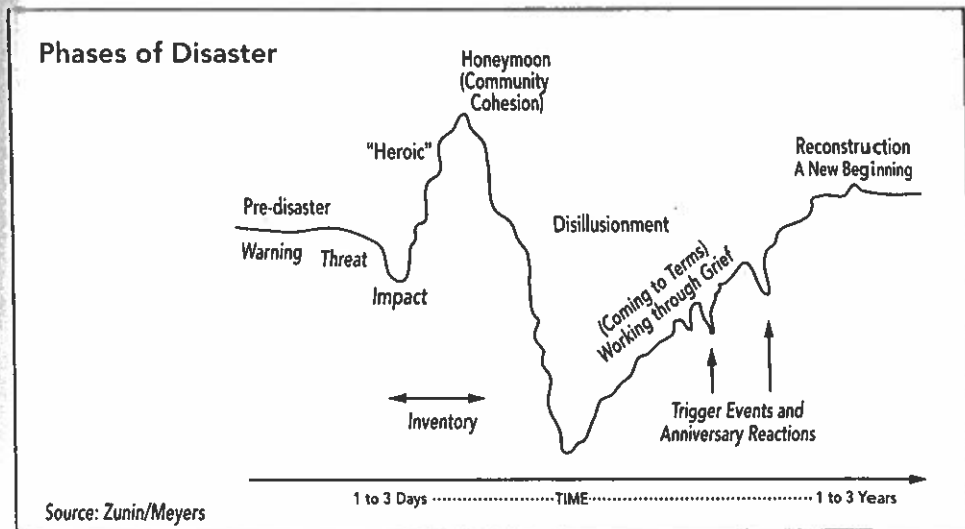 Phases of Disaster
Honeymoon
(Community
Cohesion)
"Heroic"
Reconstruction
A New Beginning
Pre-disaster
Disillusionment
Warning
Threat
Impact
(Coming to Terms)
Working through Grief
Inventory
Trigger Events and
Anniversary Reactions
1 to 3 Days ···················TIME································ 1 to 3 Years
Source: Zunin/Meyers